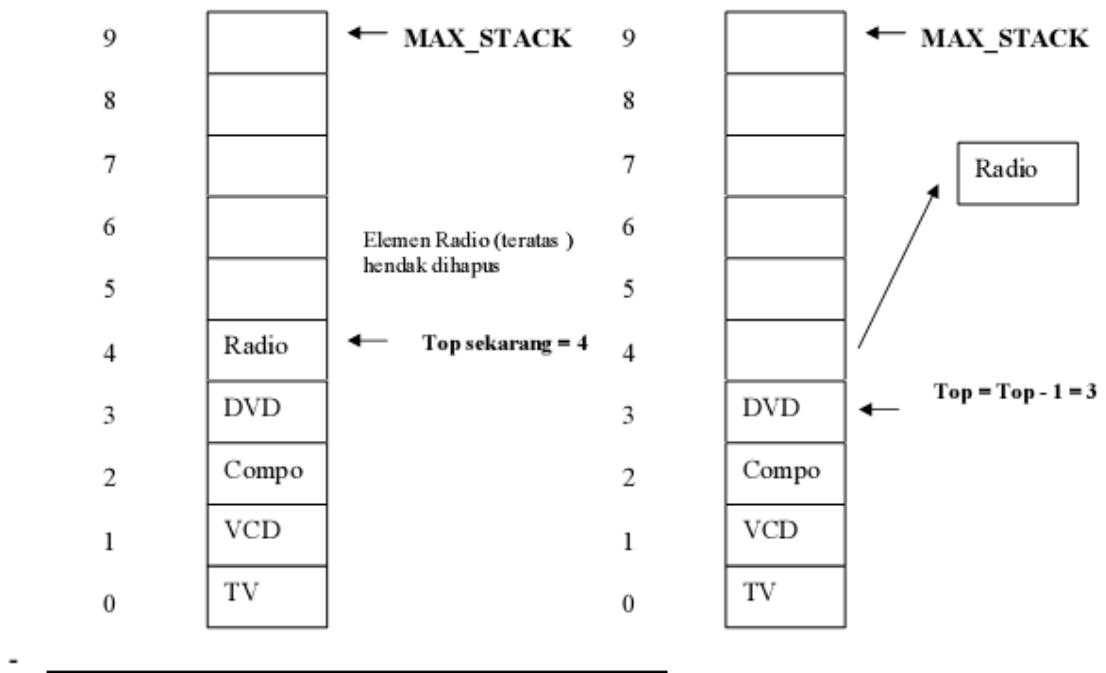 9 MAX_STACK 9 MAX_STACK
8 8
7 7 Radio
6 Elemen Radio (teratas ) 6
hendak dihapus
5 5
4 Radio Top sekarang = 4 4
3 DVD 3 DVD Top = Top - 1 = 3
2 Compo 2 Compo
1 VCD 1 VCD
0 TV 0 TV
-